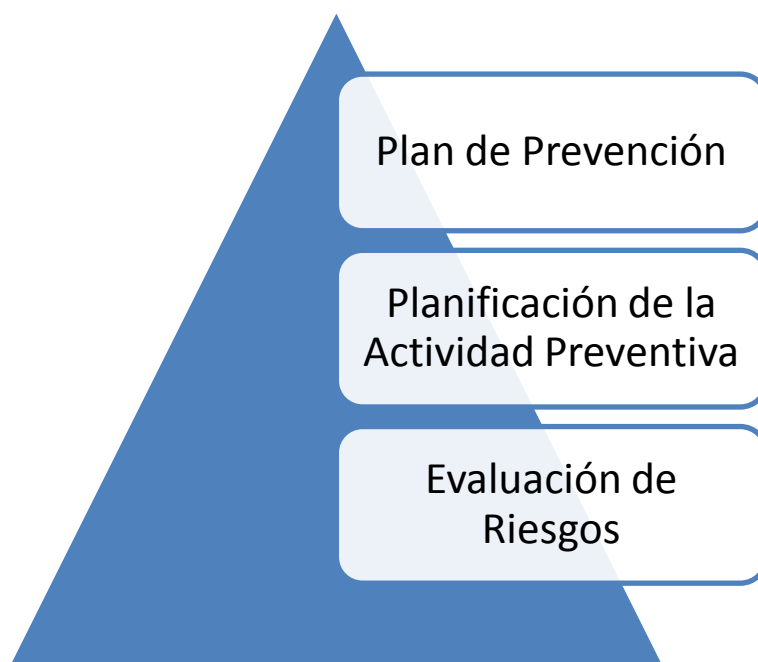 Plan de Prevención
Planificación de la
Actividad Preventiva
Evaluación de
Riesgos